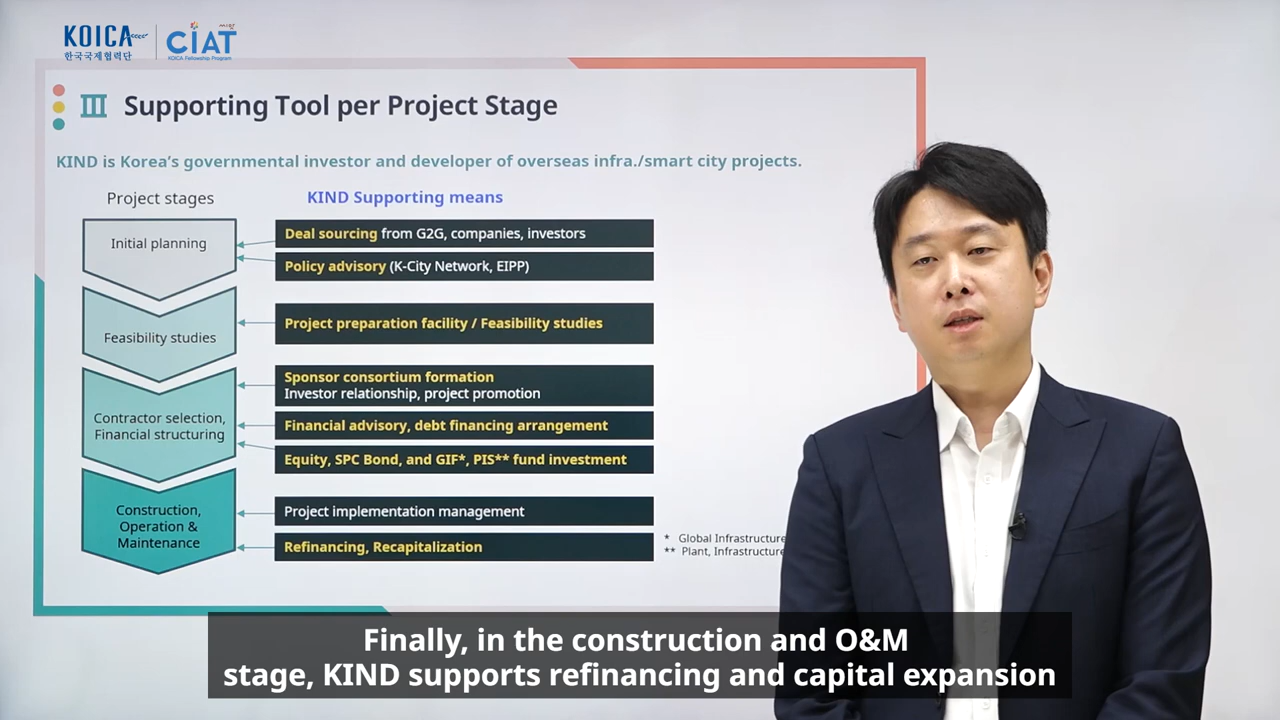 KOICA
한국국제협력단
CIAT
KOICA Fellowship Program
III Supporting Tool per Project Stage
KIND is Korea's governmental investor and developer of overseas infra./smart city projects.
Project stages
KIND Supporting means
Initial planning
Deal sourcing from G2G, companies, investors
Policy advisory (K-City Network, EIPP)
Feasibility studies
Project preparation facility / Feasibility studies
Contractor selection,
Financial structuring
Sponsor consortium formation
Investor relationship, project promotion
Financial advisory, debt financing arrangement
Equity, SPC Bond, and GIF*, PIS** fund investment
Construction,
Operation &
Maintenance
Project implementation management
Refinancing, Recapitalization
* Global Infrastructure
** Plant, Infrastructure
Finally, in the construction and O&M
stage, KIND supports refinancing and capital expansion